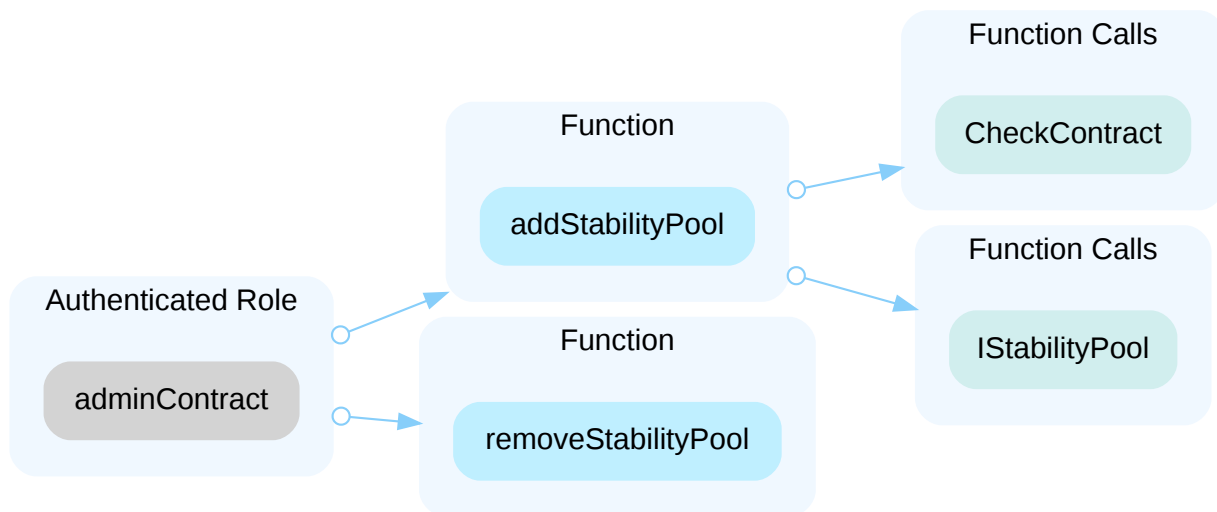 Authenticated Role
adminContract
Function
addStabilityPool
Function
removeStabilityPool
Function Calls
CheckContract
Function Calls
IStabilityPool